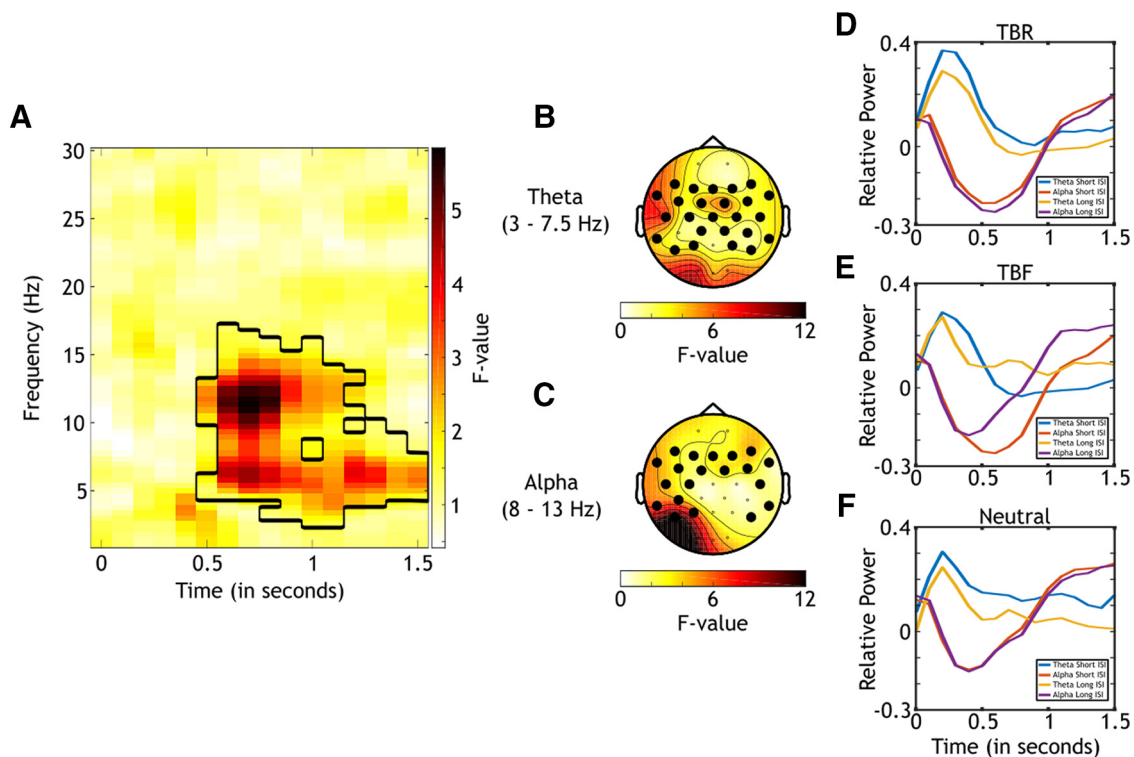 A
30
25
20
15
10
5
Frequency (Hz)
0
0.5
1
1.5
Time (in seconds)
5
4
3
2
1
F-value
B
Theta
(3 - 7.5 Hz)
0
6
12
F-value
C
Alpha
(8 - 13 Hz)
0
6
12
F-value
D
TBR
0.4
0
-0.3
Relative Power
Theta Short ISI
Alpha Short ISI
Theta Long ISI
Alpha Long ISI
0
0.5
1
1.5
E
TBF
0.4
0
-0.3
Relative Power
Theta Short ISI
Alpha Short ISI
Theta Long ISI
Alpha Long ISI
0
0.5
1
1.5
F
Neutral
0.4
0
-0.3
Relative Power
Theta Short ISI
Alpha Short ISI
Theta Long ISI
Alpha Long ISI
0
0.5
1
1.5
Time (in seconds)